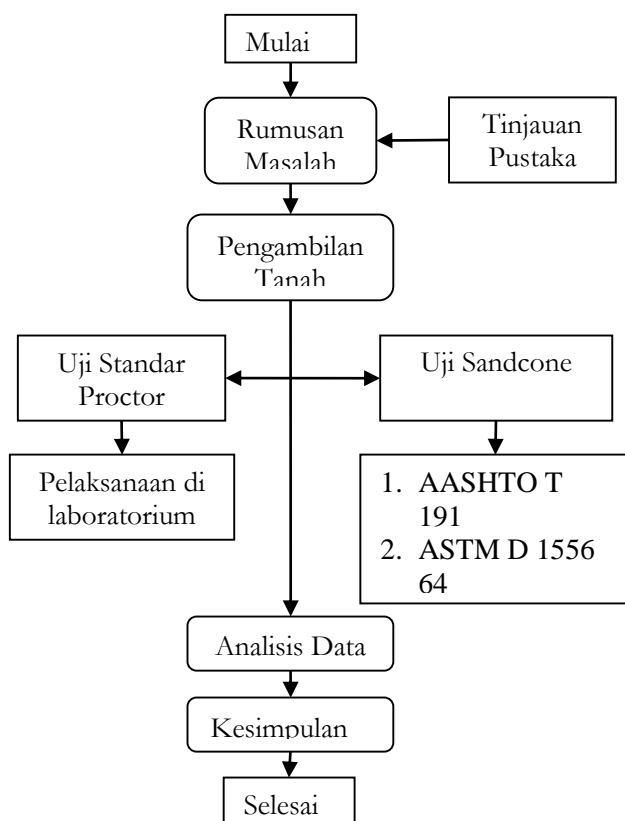 Mulai
Rumusan
Masalah
Tinjauan
Pustaka
Pengambilan
Tanah
Uji Standar
Proctor
Uji Sandcone
Pelaksanaan di
laboratorium
1. AASHTO T
191
2. ASTM D 1556
64
Analisis Data
Kesimpulan
Selesai